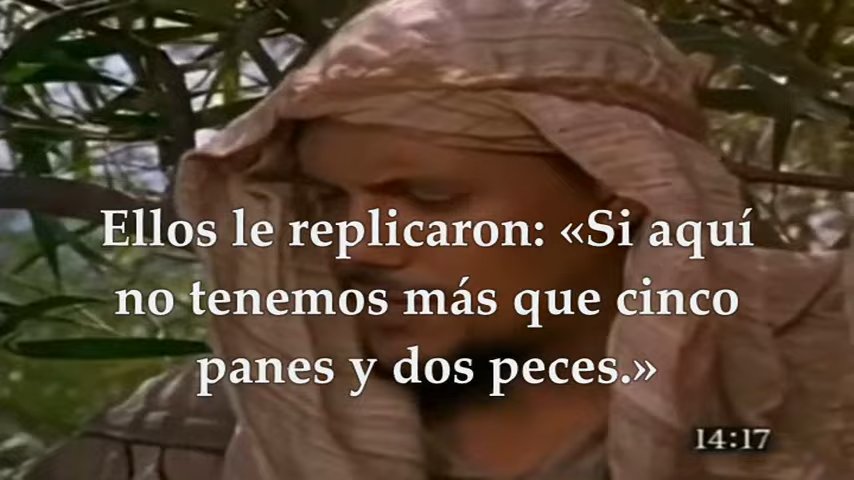 Ellos le replicaron: «Si aquí
no tenemos más que cinco
panes y dos peces.»
14:17